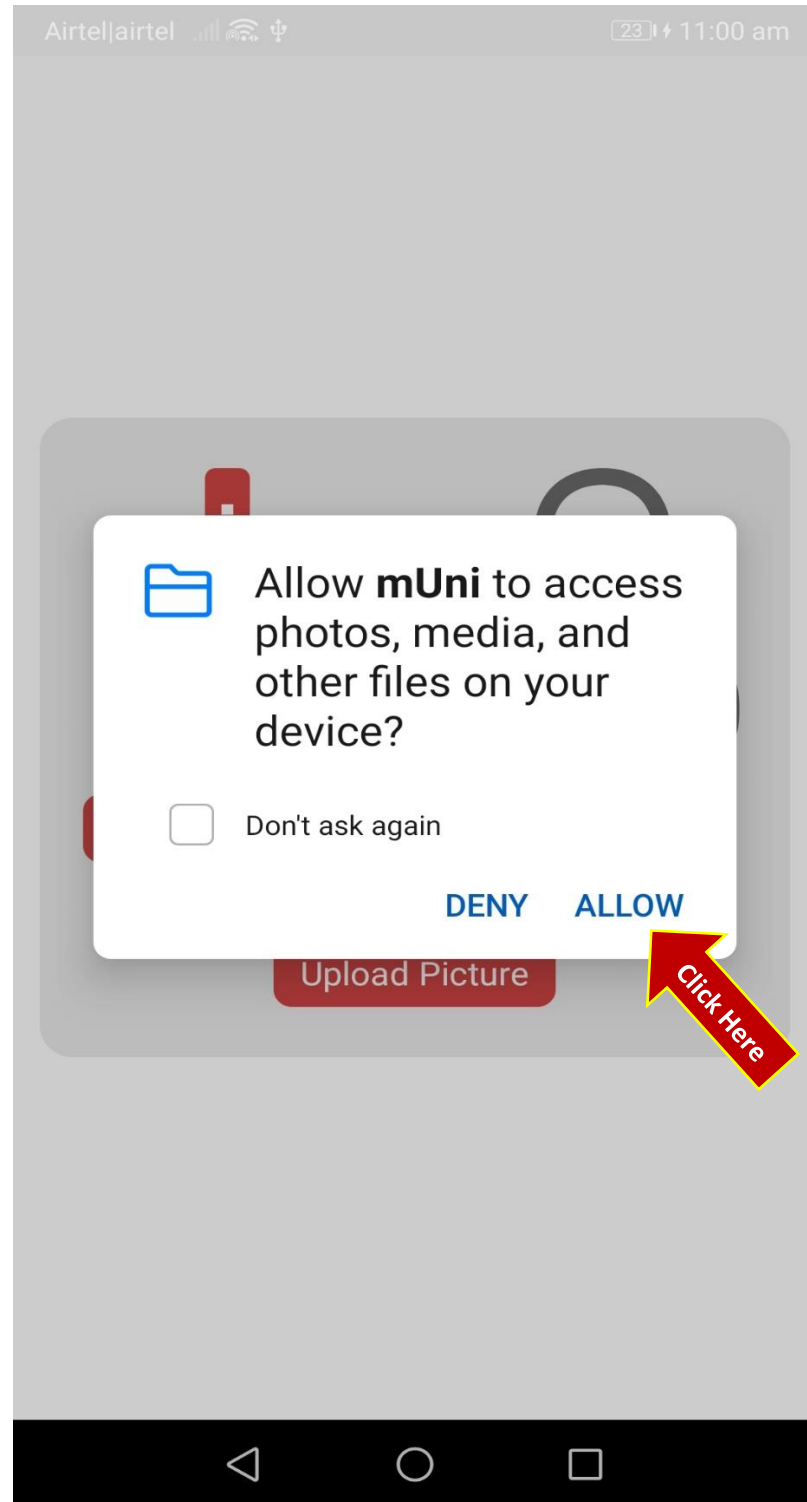 Airtel|airtel 23 11:00 am
Allow mUni to access
photos, media, and
other files on your
device?
Don't ask again
DENY ALLOW
Upload Picture
Click Here